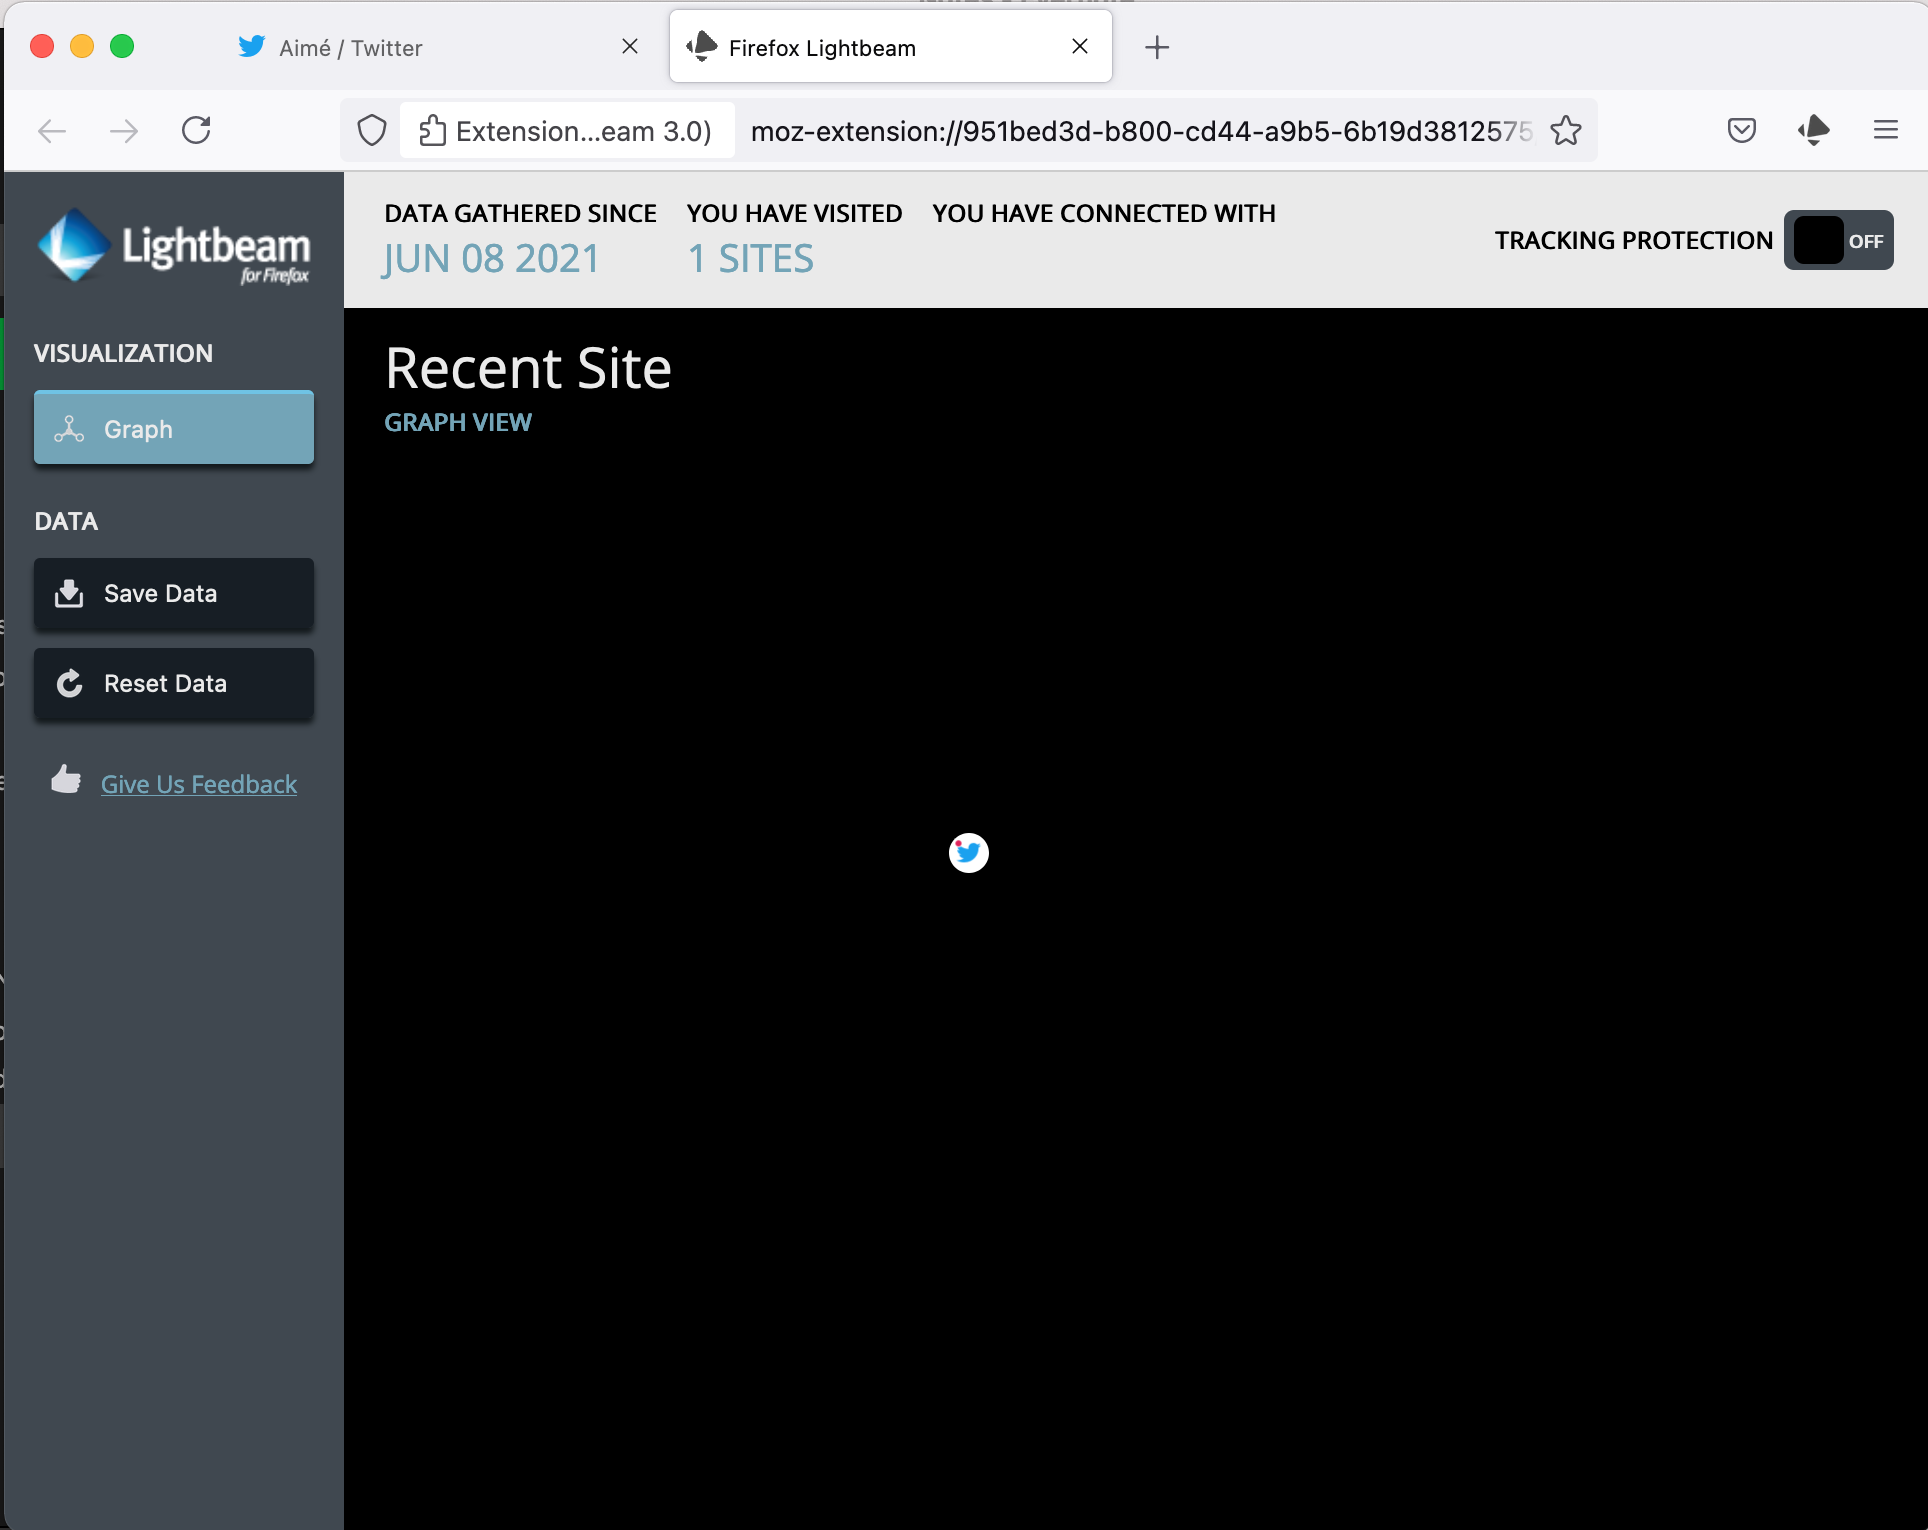 Aimé / Twitter
Firefox Lightbeam
Extension...eam 3.0)
moz-extension://951bed3d-b800-cd44-a9b5-6b19d3812575
Lightbeam
for Firefox
DATA GATHERED SINCE
JUN 08 2021
YOU HAVE VISITED
1 SITES
YOU HAVE CONNECTED WITH
TRACKING PROTECTION
OFF
VISUALIZATION
Graph
DATA
Save Data
Reset Data
Give Us Feedback
Recent Site
GRAPH VIEW